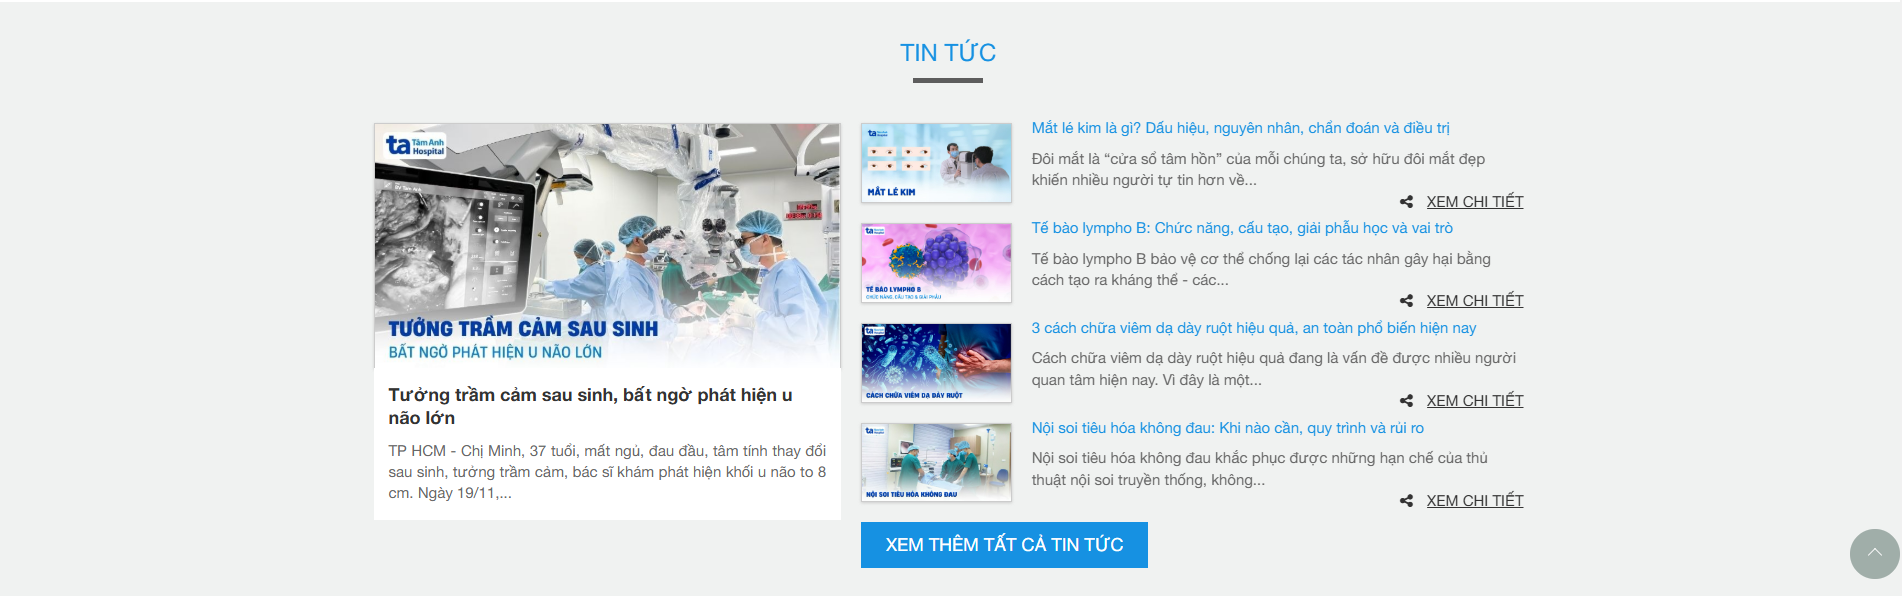 TIN TỨC
ta Tâm Anh
Hospital
TƯỞNG TRẦM CẢM SAU SINH
BẤT NGỜ PHÁT HIỆN U NÃO LỚN
Tưởng trầm cảm sau sinh, bất ngờ phát hiện u
não lớn
TP HCM - Chị Minh, 37 tuổi, mất ngủ, đau đầu, tâm tính thay đổi
sau sinh, tưởng trầm cảm, bác sĩ khám phát hiện khối u não to 8
cm. Ngày 19/11,...
MẮT LÉ KIM
Mắt lé kim là gì? Dấu hiệu, nguyên nhân, chẩn đoán và điều trị
Đôi mắt là “cửa sổ tâm hồn” của mỗi chúng ta, sở hữu đôi mắt đẹp
khiến nhiều người tự tin hơn về...
XEM CHI TIẾT
TẾ BÀO LYMPHO B
CHỨC NĂNG, CẤU TẠO & GIẢI PHẪU
Tế bào lympho B: Chức năng, cấu tạo, giải phẫu học và vai trò
Tế bào lympho B bảo vệ cơ thể chống lại các tác nhân gây hại bằng
cách tạo ra kháng thể - các...
XEM CHI TIẾT
CÁCH CHỮA VIÊM DẠ DÀY RUỘT
3 cách chữa viêm dạ dày ruột hiệu quả, an toàn phổ biến hiện nay
Cách chữa viêm dạ dày ruột hiệu quả đang là vấn đề được nhiều người
quan tâm hiện nay. Vì đây là một...
XEM CHI TIẾT
NỘI SOI TIÊU HÓA KHÔNG ĐAU
Nội soi tiêu hóa không đau: Khi nào cần, quy trình và rủi ro
Nội soi tiêu hóa không đau khắc phục được những hạn chế của thủ
thuật nội soi truyền thống, không...
XEM CHI TIẾT
XEM THÊM TẤT CẢ TIN TỨC